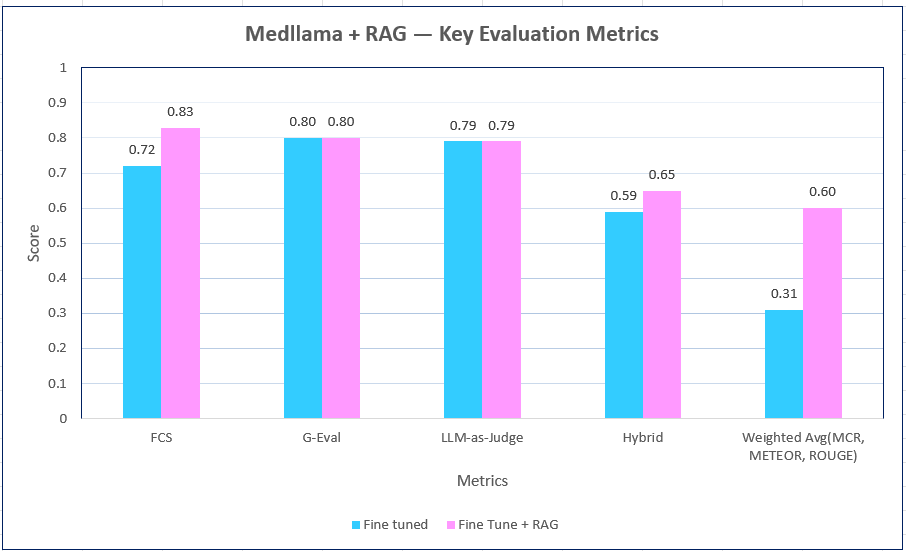 Medllama + RAG — Key Evaluation Metrics
1
0.9
0.8
0.7
0.6
0.5
0.4
0.3
0.2
0.1
0
Score
0.72
0.83
0.80
0.80
0.79
0.79
0.59
0.65
0.31
0.60
FCS
G-Eval
LLM-as-Judge
Hybrid
Weighted Avg(MCR,
METEOR, ROUGE)
Metrics
Fine tuned
Fine Tune + RAG